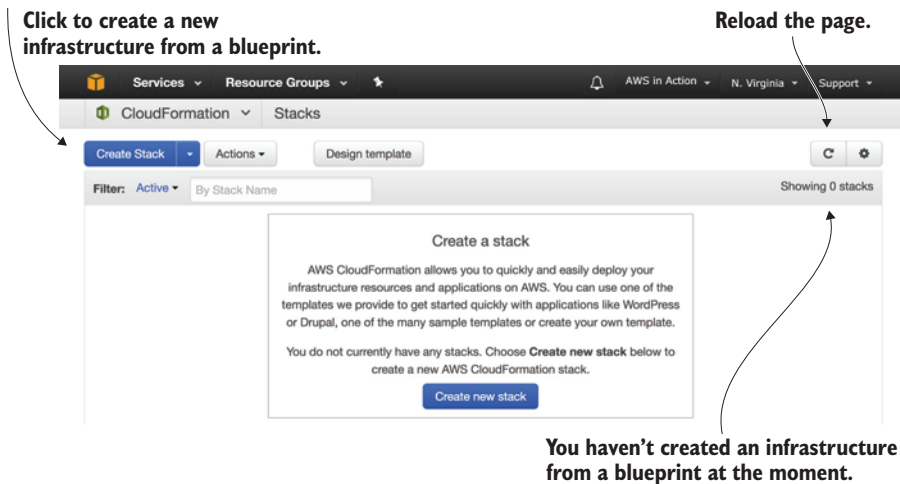 Click to create a new
infrastructure from a blueprint.
Reload the page.
Services Resource Groups AWS in Action N. Virginia Support
CloudFormation Stacks
Create Stack Actions Design template
Filter: Active By Stack Name Showing 0 stacks
Create a stack
AWS CloudFormation allows you to quickly and easily deploy your
infrastructure resources and applications on AWS. You can use one of the
templates we provide to get started quickly with applications like WordPress
or Drupal, one of the many sample templates or create your own template.
You do not currently have any stacks. Choose Create new stack below to
create a new AWS CloudFormation stack.
Create new stack
You haven’t created an infrastructure
from a blueprint at the moment.